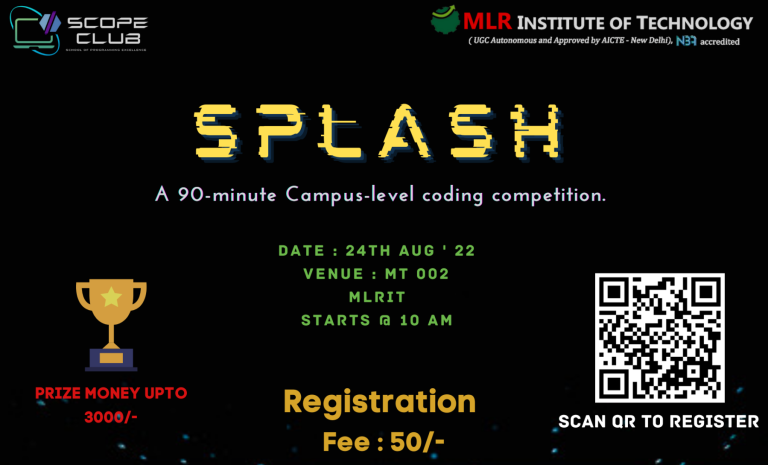 SCOPE
CLUB
SCHOOL OF PROGRAMMING EXCELLENCE
MLR INSTITUTE OF TECHNOLOGY
( UGC Autonomous and Approved by AICTE - New Delhi), NBA accredited
SPLASH
A 90-minute Campus-level coding competition.
DATE : 24TH AUG ' 22
VENUE : MT 002
MLRIT
STARTS @ 10 AM
PRIZE MONEY UPTO
3000/-
Registration
Fee : 50/-
SCAN QR TO REGISTER